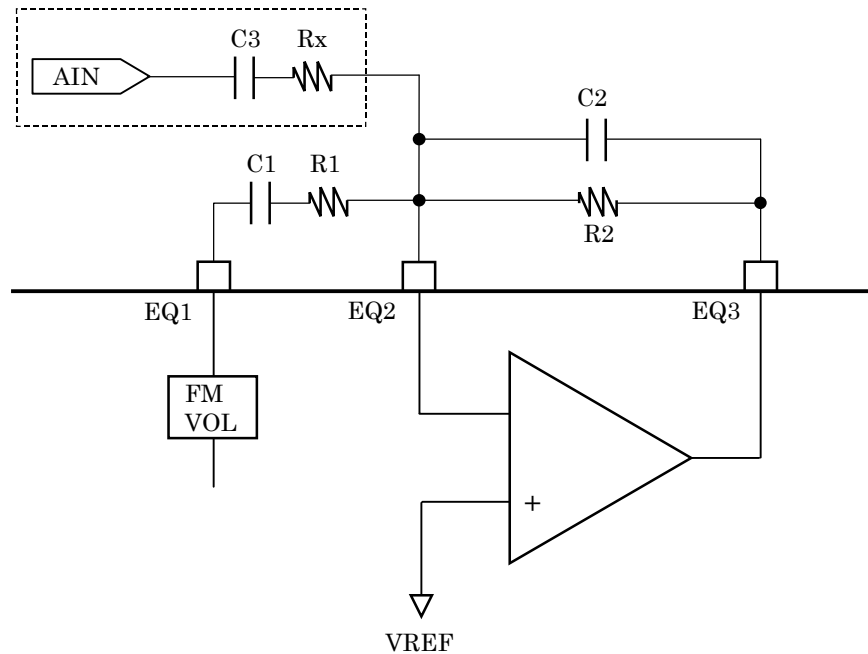 C3 Rx
AIN
C2
C1 R1
R2
EQ1 EQ2 EQ3
FM
VOL
+
VREF